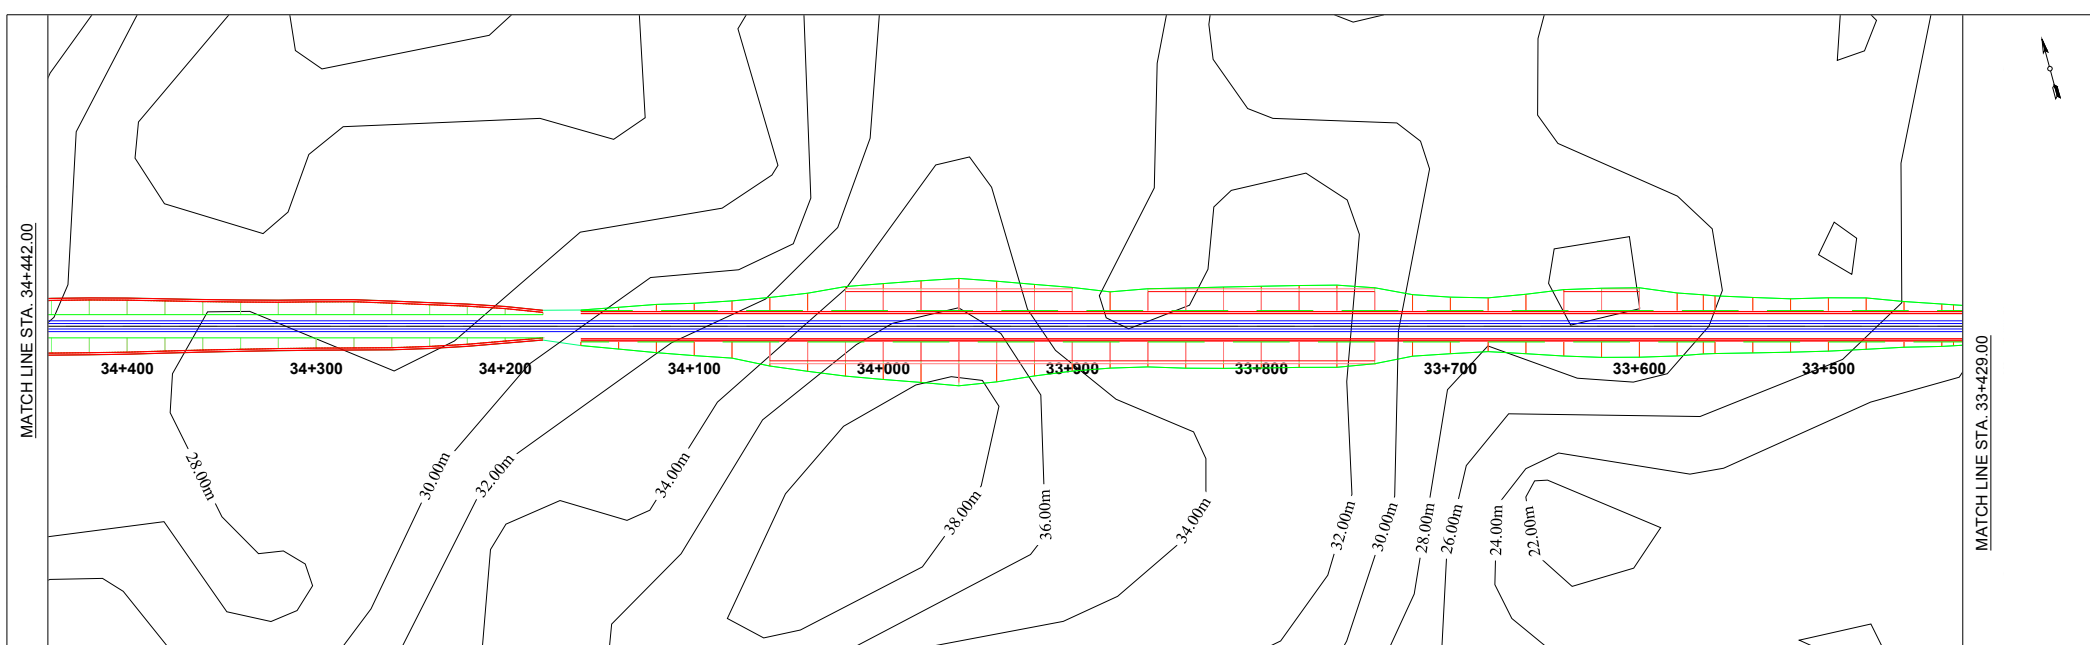 MATCH LINE STA. 34+442.00
34+400
34+300
34+200
34+100
34+000
33+900
33+800
33+700
33+600
33+500
MATCH LINE STA. 33+429.00
28.00m
30.00m
32.00m
34.00m
38.00m
36.00m
34.00m
32.00m
30.00m
28.00m
26.00m
24.00m
22.00m